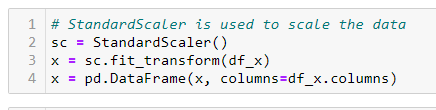 1 # StandardScaler is used to scale the data
2 sc = StandardScaler()
3 x = sc.fit_transform(df_x)
4 x = pd.DataFrame(x, columns=df_x.columns)